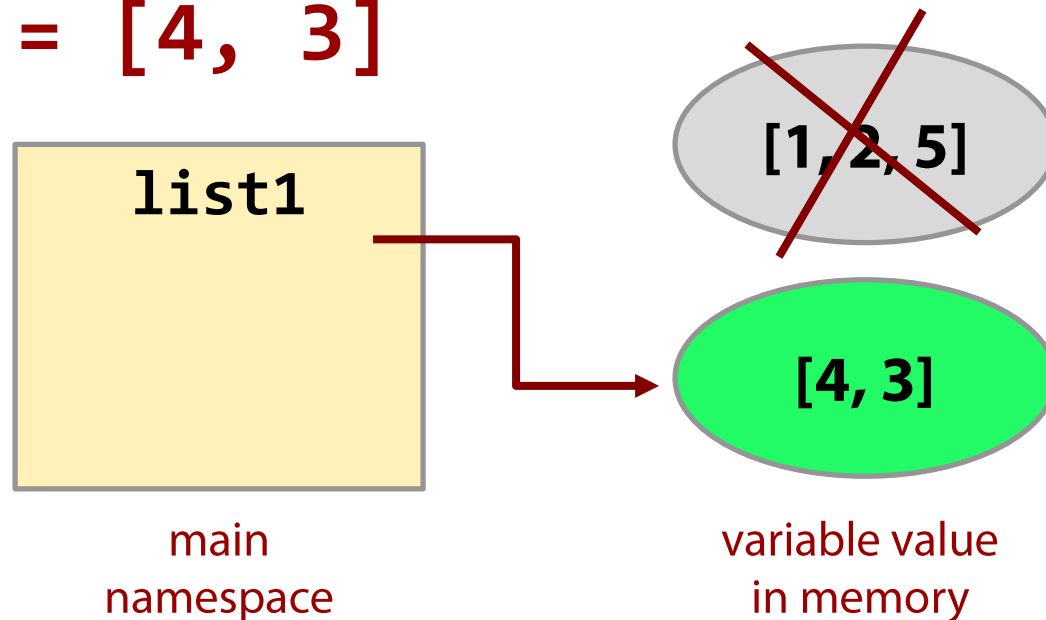 = [4, 3]
[1, 2, 5]
list1
[4, 3]
main
namespace
variable value
in memory